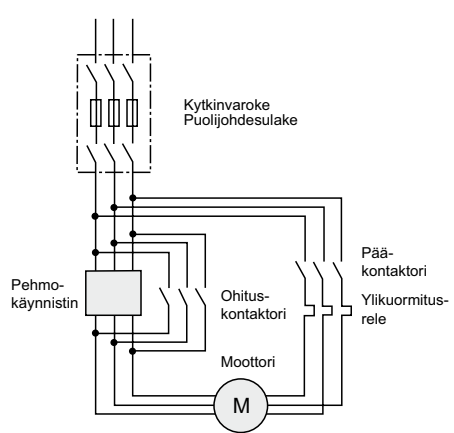 Kytkinvaroke
Puolijohdesulake
Pää-
kontaktori
Pehmo-
käynnistin
Ohitus-
kontaktori
Ylikuormitus-
rele
Moottori
M